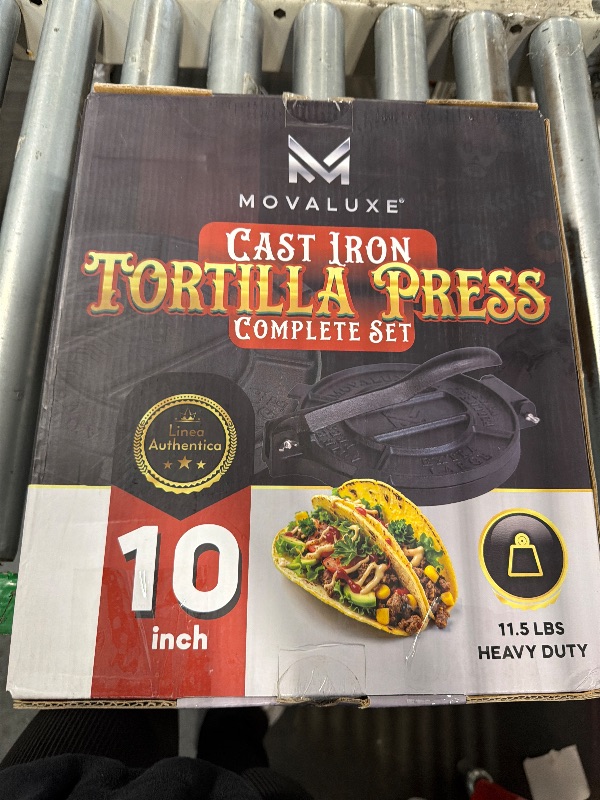 MOVALUXE®
CAST IRON
TORTILLA PRESS
COMPLETE SET
Linea
Authentica
10
inch
11.5 LBS
HEAVY DUTY